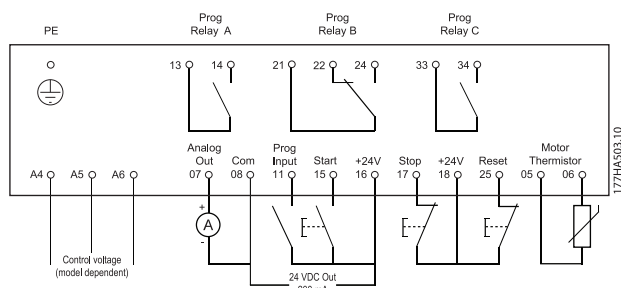 PE
Prog
Relay A
Prog
Relay B
Prog
Relay C
13 14 21 22 24 33 34
Analog
Out
Com
Prog
Input
Start
+24V
Stop
+24V
Reset
Motor
Thermistor
A4 A5 A6 07 08 11 15 16 17 18 25 05 06
+
A
-
Control voltage
(model dependent)
24 VDC Out
177HA503.10